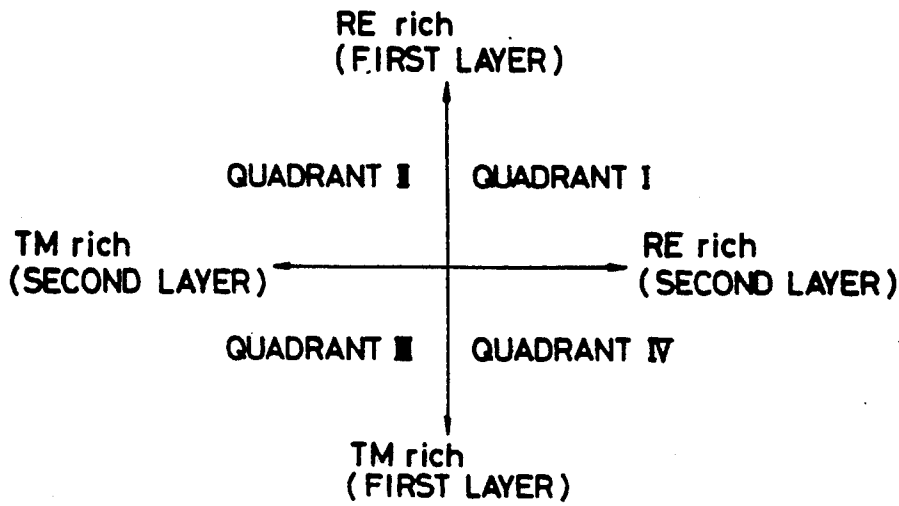 RE rich
(FIRST LAYER)
QUADRANT II
QUADRANT I
TM rich
(SECOND LAYER)
RE rich
(SECOND LAYER)
QUADRANT III
QUADRANT IV
TM rich
(FIRST LAYER)